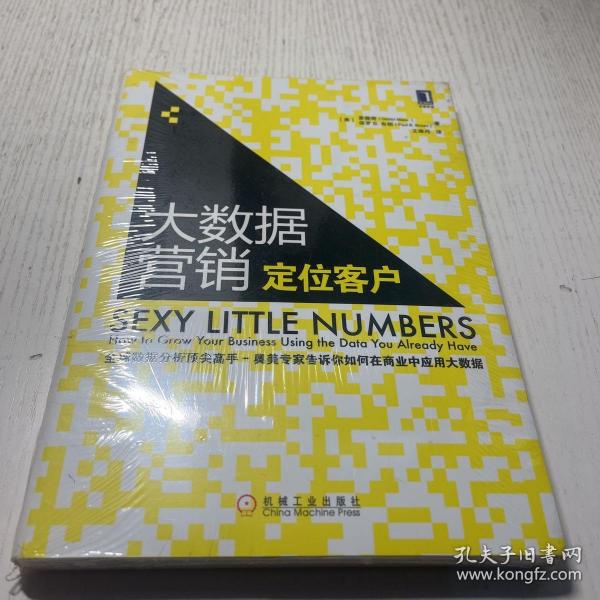 大数据
营销 定位客户
SEXY LITTLE NUMBERS
How to Grow Your Business Using the Data You Already Have
全球数据分析顶尖高手-奥美专家告诉你如何在商业中应用大数据
机械工业出版社
China Machine Press
孔夫子旧书网
www.kongfz.com